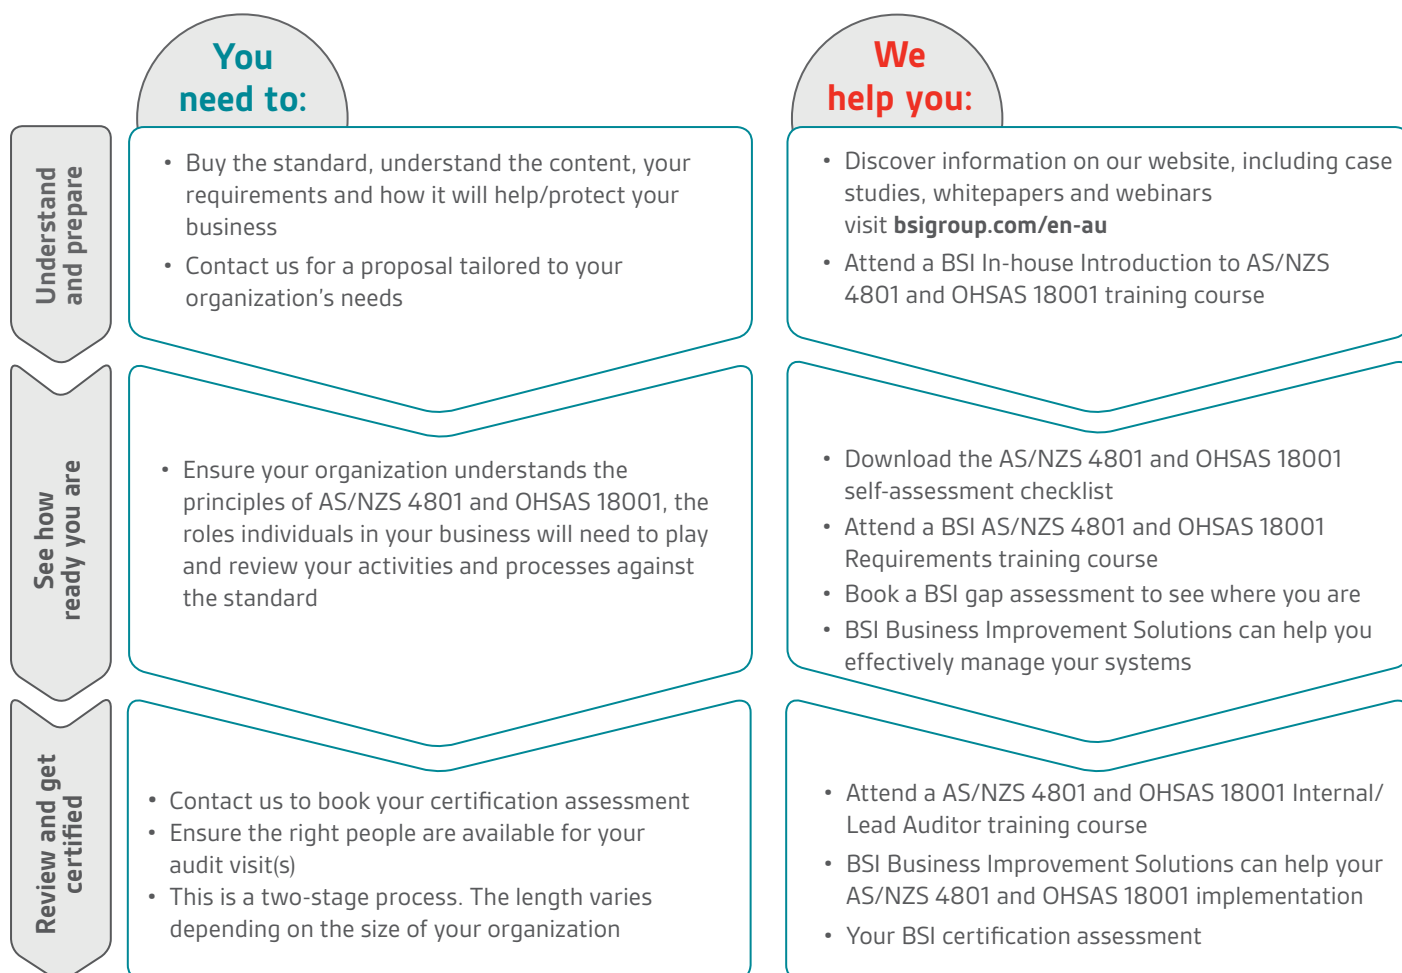 You
need to:
We
help you:
Understand
and prepare
• Buy the standard, understand the content, your
requirements and how it will help/protect your
business
• Contact us for a proposal tailored to your
organization’s needs
• Discover information on our website, including case
studies, whitepapers and webinars
visit bsigroup.com/en-au
• Attend a BSI In-house Introduction to AS/NZS
4801 and OHSAS 18001 training course
See how
ready you are
• Ensure your organization understands the
principles of AS/NZS 4801 and OHSAS 18001, the
roles individuals in your business will need to play
and review your activities and processes against
the standard
• Download the AS/NZS 4801 and OHSAS 18001
self-assessment checklist
• Attend a BSI AS/NZS 4801 and OHSAS 18001
Requirements training course
• Book a BSI gap assessment to see where you are
• BSI Business Improvement Solutions can help you
effectively manage your systems
Review and get
certified
• Contact us to book your certification assessment
• Ensure the right people are available for your
audit visit(s)
• This is a two-stage process. The length varies
depending on the size of your organization
• Attend a AS/NZS 4801 and OHSAS 18001 Internal/
Lead Auditor training course
• BSI Business Improvement Solutions can help your
AS/NZS 4801 and OHSAS 18001 implementation
• Your BSI certification assessment